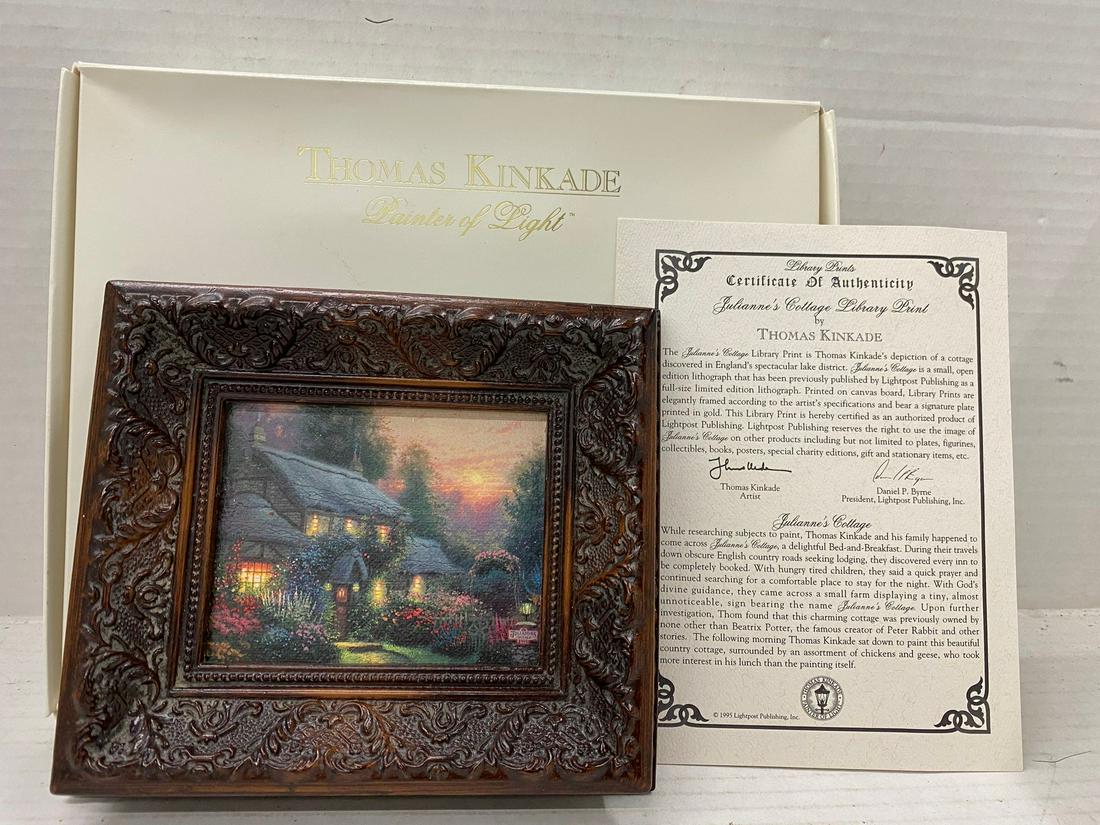 THOMAS KINKADE
Painter of Light™
Library Prints
Certificate Of Authenticity
Julianne's Cottage Library Print
by
THOMAS KINKADE
The Julianne's Cottage Library Print is Thomas Kinkade's depiction of a cottage
discovered in England's spectacular lake district. Julianne's Cottage is a small, open
edition lithograph that has been previously published by Lightpost Publishing as a
full-size limited edition lithograph. Printed on canvas board, Library Prints are
elegantly framed according to the artist's specifications and bear a signature plate
printed in gold. This Library Print is hereby certified as an authorized product of
Lightpost Publishing. Lightpost Publishing reserves the right to use the image of
Julianne's Cottage on other products including but not limited to plates, figurines,
collectibles, books, posters, special charity editions, gift and stationary items, etc.
Thomas Kinkade
Artist
Daniel P. Byrne
President, Lightpost Publishing, Inc.
Julianne's Cottage
While researching subjects to paint, Thomas Kinkade and his family happened to
come across Julianne's Cottage, a delightful Bed-and-Breakfast. During their travels
down obscure English country roads seeking lodging, they discovered every inn to
be completely booked. With hungry tired children, they said a quick prayer and
continued searching for a comfortable place to stay for the night. With God's
divine guidance, they came across a small farm displaying a tiny, almost
unnoticeable, sign bearing the name Julianne's Cottage. Upon further
investigation, Thom found that this charming cottage was previously owned by
none other than Beatrix Potter, the famous creator of Peter Rabbit and other
stories. The following morning Thomas Kinkade sat down to paint this beautiful
country cottage, surrounded by an assortment of chickens and geese, who took
more interest in his lunch than the painting itself.
THOMAS KINKADE
PAINTER OF LIGHT
© 1995 Lightpost Publishing, Inc.